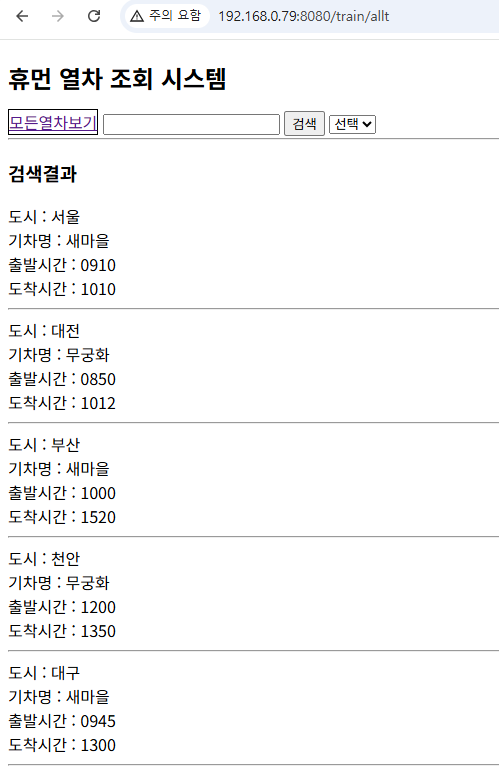 주의 요함 192.168.0.79:8080/train/allt
휴먼 열차 조회 시스템
모든열차보기 검색 선택
검색결과
도시 : 서울
기차명 : 새마을
출발시간 : 0910
도착시간 : 1010
도시 : 대전
기차명 : 무궁화
출발시간 : 0850
도착시간 : 1012
도시 : 부산
기차명 : 새마을
출발시간 : 1000
도착시간 : 1520
도시 : 천안
기차명 : 무궁화
출발시간 : 1200
도착시간 : 1350
도시 : 대구
기차명 : 새마을
출발시간 : 0945
도착시간 : 1300